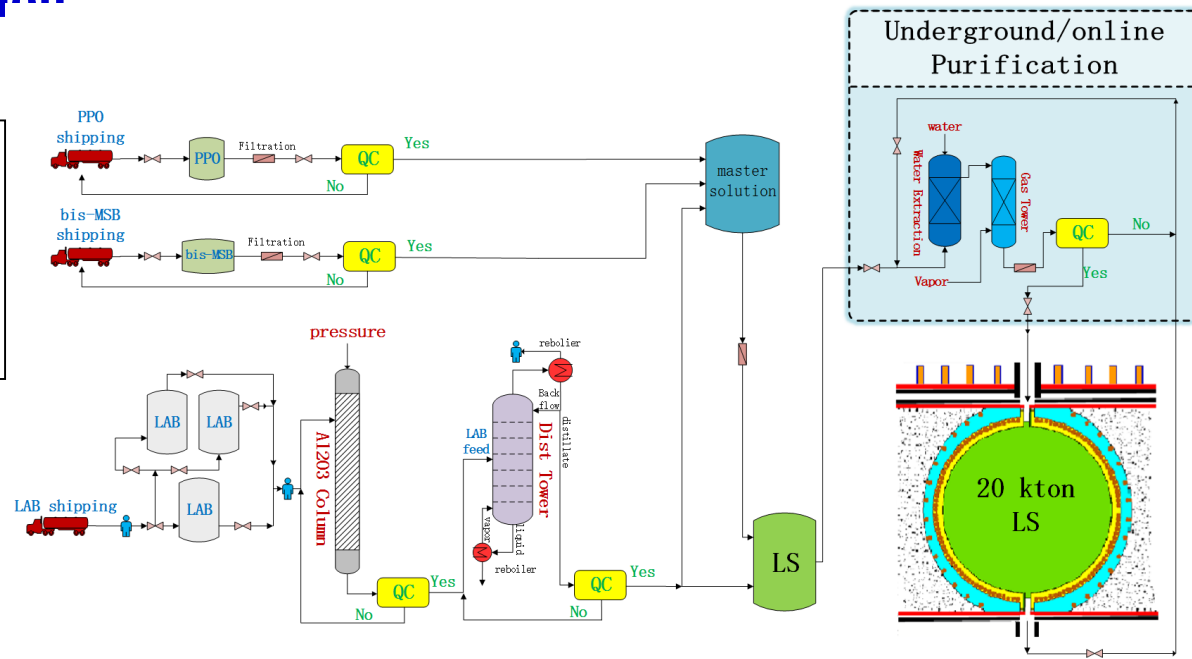 Underground/online
Purification
PPO
shipping
PPO
Filtration
QC
Yes
No
bis-MSB
shipping
bis-MSB
Filtration
QC
Yes
No
master
solution
water
Water Extraction
Gas Tower
Vapor
QC
No
Yes
pressure
LAB
LAB
LAB
LAB shipping
Al203 Column
QC
Yes
No
LAB
feed
rebolier
Back
flow
distillate
Dist Tower
vapor
liquid
reboiler
QC
Yes
No
LS
20 kton
LS